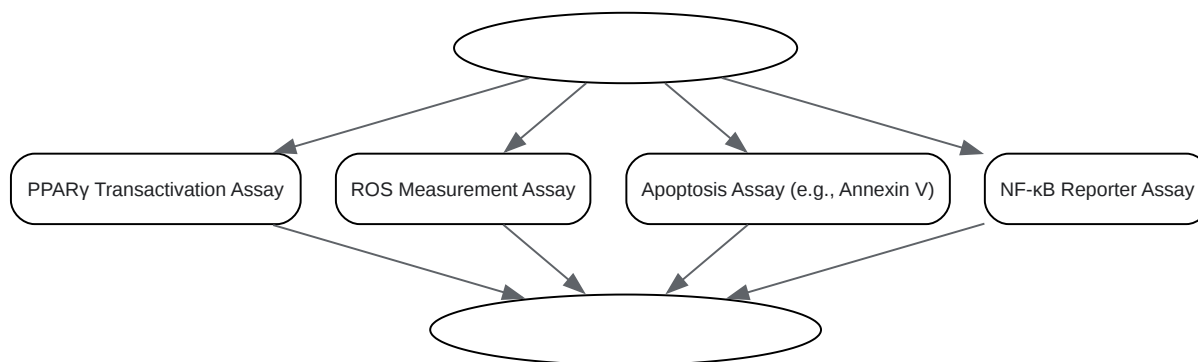 PPARγ Transactivation Assay
ROS Measurement Assay
Apoptosis Assay (e.g., Annexin V)
NF-κB Reporter Assay